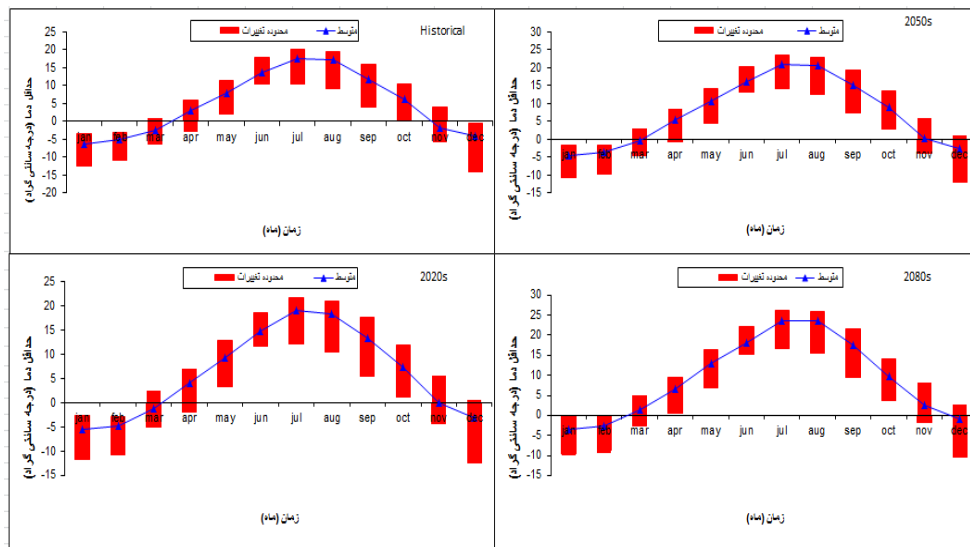 محدوده تغییرات متوسط
Historical
25
20
15
10
5
0
-5
-10
-15
-20
jan feb mar apr may jun jul aug sep oct nov dec
حداقل دما (درجه سانتی گراد)
زمان (ماه)
محدوده تغییرات متوسط
2050s
30
25
20
15
10
5
0
-5
-10
-15
jan feb mar apr may jun jul aug sep oct nov dec
حداقل دما (درجه سانتی گراد)
زمان (ماه)
محدوده تغییرات متوسط
2020s
25
20
15
10
5
0
-5
-10
-15
jan feb mar apr may jun jul aug sep oct nov dec
حداقل دما (درجه سانتی گراد)
زمان (ماه)
محدوده تغییرات متوسط
2080s
30
25
20
15
10
5
0
-5
-10
-15
jan feb mar apr may jun jul aug sep oct nov dec
حداقل دما (درجه سانتی گراد)
زمان (ماه)